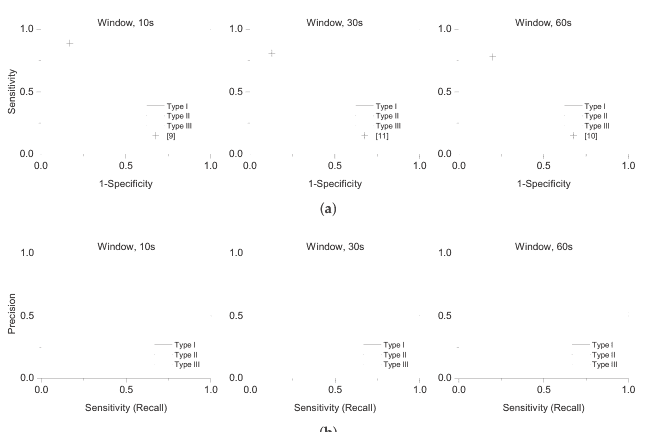 Window, 10s
Window, 30s
Window, 60s
1.0
1.0
1.0
Sensitivity
0.5
0.5
0.5
Type I
Type II
Type III
[9]
Type I
Type II
Type III
[11]
Type I
Type II
Type III
[10]
0.0
0.0
0.0
0.0 0.5 1.0
0.0 0.5 1.0
0.0 0.5 1.0
1-Specificity
1-Specificity
1-Specificity
(a)
Window, 10s
Window, 30s
Window, 60s
1.0
1.0
1.0
Precision
0.5
0.5
0.5
Type I
Type II
Type III
Type I
Type II
Type III
Type I
Type II
Type III
0.0
0.0
0.0
0.0 0.5 1.0
0.0 0.5 1.0
0.0 0.5 1.0
Sensitivity (Recall)
Sensitivity (Recall)
Sensitivity (Recall)
(b)